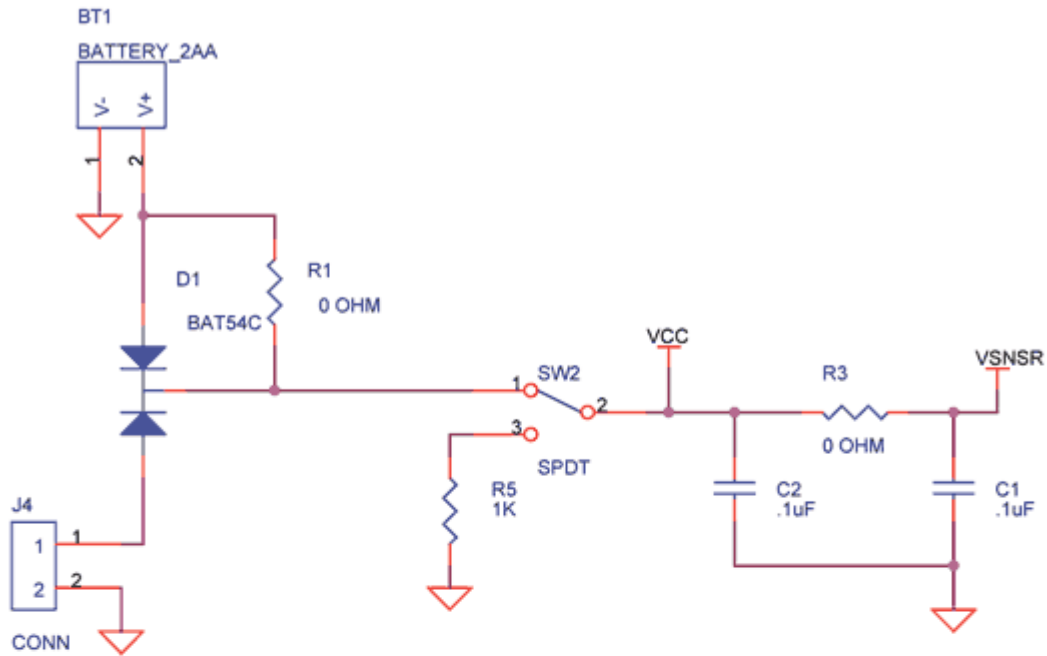 BT1
BATTERY_2AA
V-
V+
1
2
D1
BAT54C
R1
0 OHM
1
SW2
2
3
SPDT
R5
1K
VCC
R3
0 OHM
VSNSR
C2
.1uF
C1
.1uF
J4
1
1
2
2
CONN